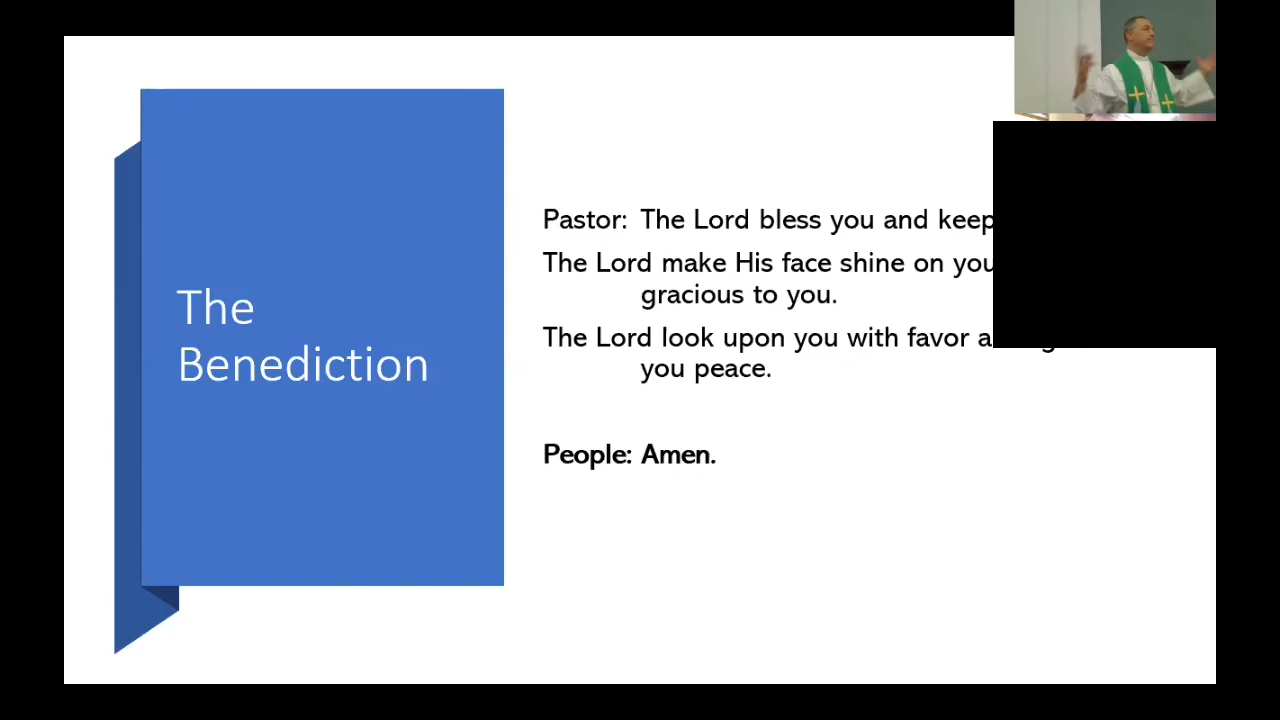 The
Benediction
Pastor: The Lord bless you and keep
The Lord make His face shine on you
gracious to you.
The Lord look upon you with favor
you peace.
People: Amen.